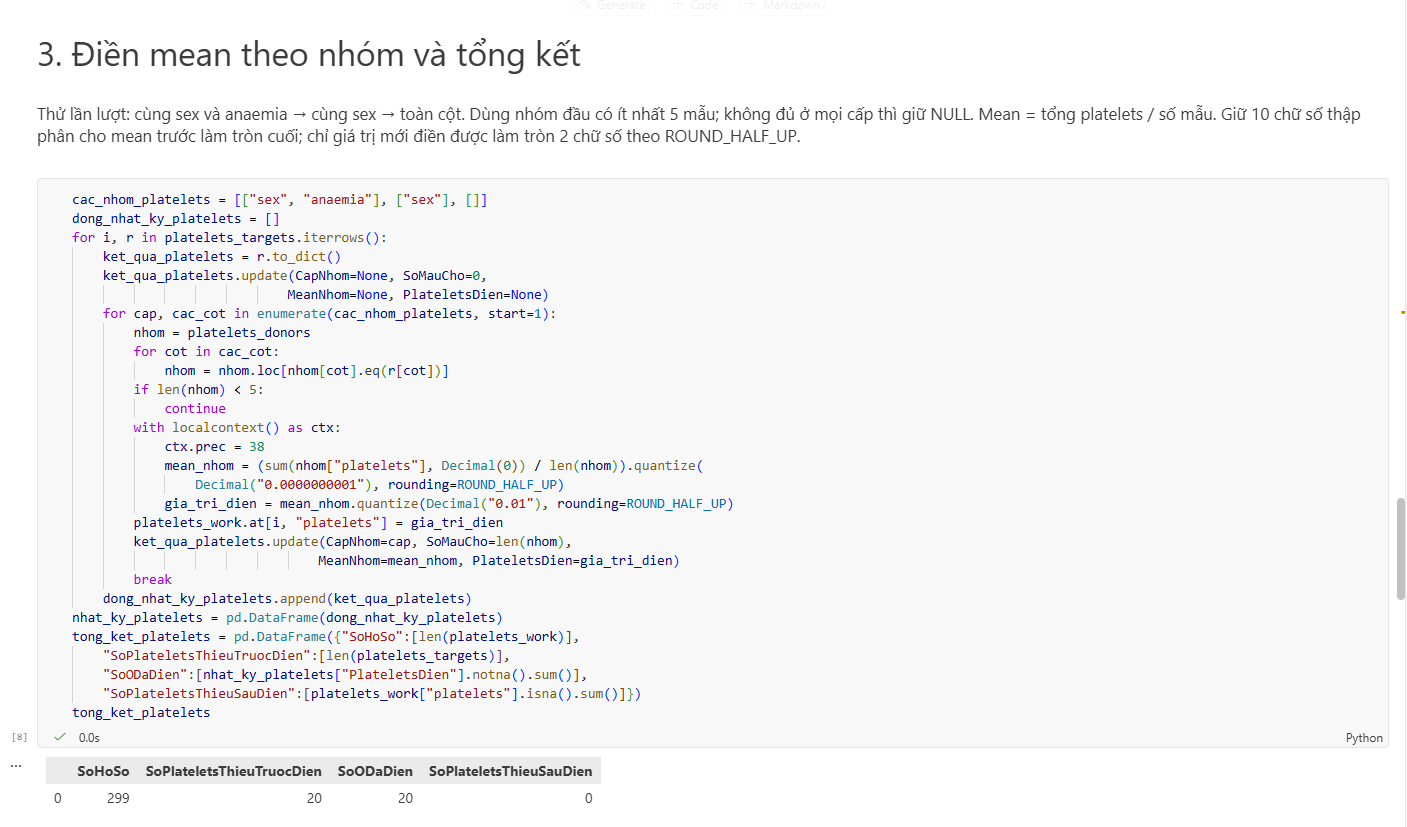 Generate + Code + Markdown
3. Điền mean theo nhóm và tổng kết
Thử lần lượt: cùng sex và anaemia → cùng sex → toàn cột. Dùng nhóm đầu có ít nhất 5 mẫu; không đủ ở mọi cấp thì giữ NULL. Mean = tổng platelets / số mẫu. Giữ 10 chữ số thập
phân cho mean trước làm tròn cuối; chỉ giá trị mới điền được làm tròn 2 chữ số theo ROUND_HALF_UP.
cac_nhom_platelets = [["sex", "anaemia"], ["sex"], []]
dong_nhat_ky_platelets = []
for i, r in platelets_targets.iterrows():
    ket_qua_platelets = r.to_dict()
    ket_qua_platelets.update(CapNhom=None, SoMauCho=0,
                            MeanNhom=None, PlateletsDien=None)
    for cap, cac_cot in enumerate(cac_nhom_platelets, start=1):
        nhom = platelets_donors
        for cot in cac_cot:
            nhom = nhom.loc[nhom[cot].eq(r[cot])]
        if len(nhom) < 5:
            continue
        with localcontext() as ctx:
            ctx.prec = 38
            mean_nhom = (sum(nhom["platelets"], Decimal(0)) / len(nhom)).quantize(
                Decimal("0.0000000001"), rounding=ROUND_HALF_UP)
            gia_tri_dien = mean_nhom.quantize(Decimal("0.01"), rounding=ROUND_HALF_UP)
        platelets_work.at[i, "platelets"] = gia_tri_dien
        ket_qua_platelets.update(CapNhom=cap, SoMauCho=len(nhom),
                                MeanNhom=mean_nhom, PlateletsDien=gia_tri_dien)
        break
    dong_nhat_ky_platelets.append(ket_qua_platelets)
nhat_ky_platelets = pd.DataFrame(dong_nhat_ky_platelets)
tong_ket_platelets = pd.DataFrame({"SoHoSo":[len(platelets_work)],
    "SoPlateletsThieuTruocDien":[len(platelets_targets)],
    "SoODaDien":[nhat_ky_platelets["PlateletsDien"].notna().sum()],
    "SoPlateletsThieuSauDien":[platelets_work["platelets"].isna().sum()]})
tong_ket_platelets
[8] 0.0s Python
... SoHoSo SoPlateletsThieuTruocDien SoODaDien SoPlateletsThieuSauDien
0 299 20 20 0